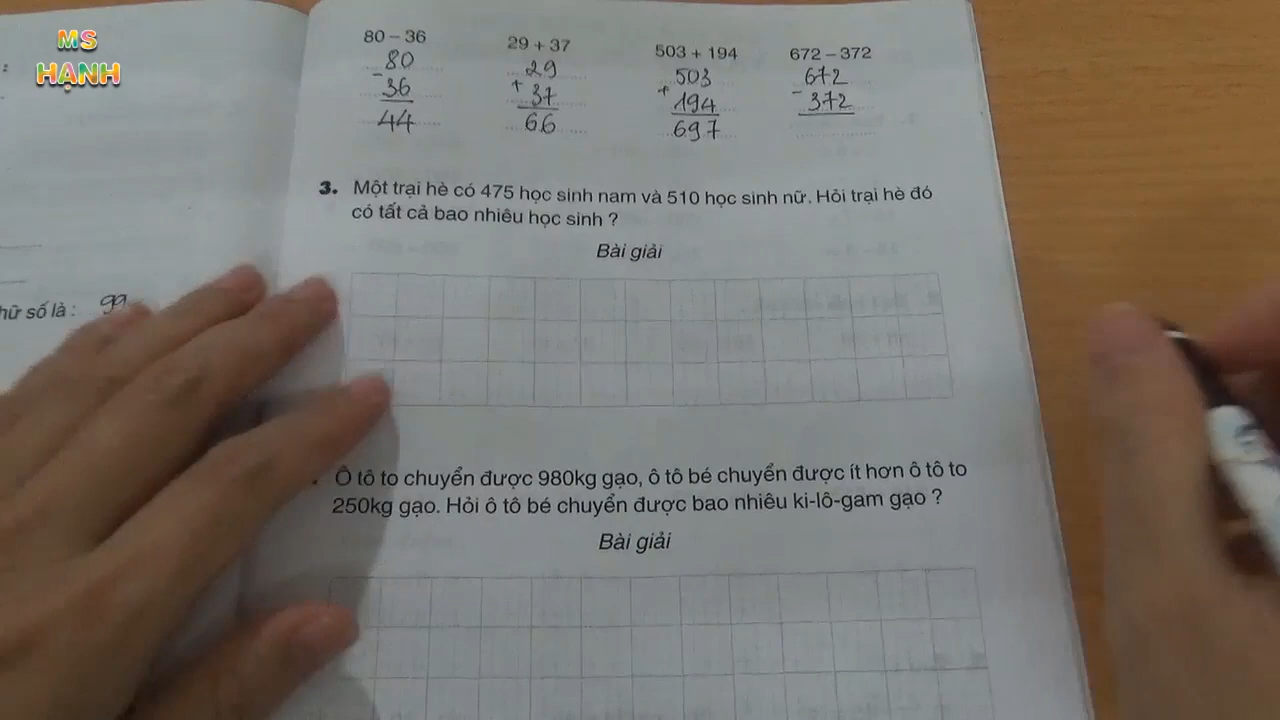 MS
HẠNH
80 – 36
29 + 37
503 + 194
672 – 372
80
- 36
44
29
+ 37
66
503
+ 194
697
672
- 372
hữ số là : 99
3. Một trại hè có 475 học sinh nam và 510 học sinh nữ. Hỏi trại hè đó
có tất cả bao nhiêu học sinh ?
Bài giải
Ô tô to chuyển được 980kg gạo, ô tô bé chuyển được ít hơn ô tô to
250kg gạo. Hỏi ô tô bé chuyển được bao nhiêu ki-lô-gam gạo ?
Bài giải